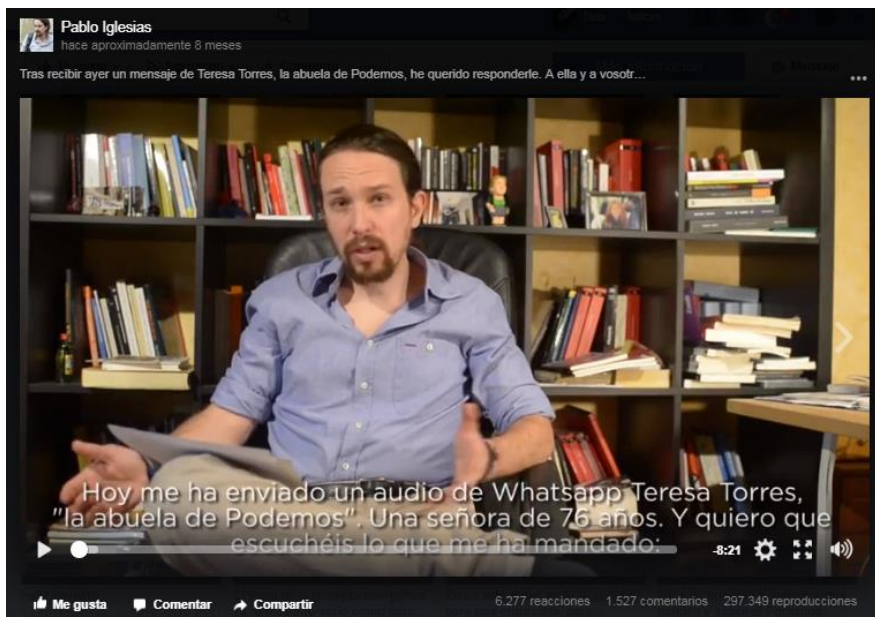 Pablo Iglesias
hace aproximadamente 8 meses
Tras recibir ayer un mensaje de Teresa Torres, la abuela de Podemos, he querido responderle. A ella y a vosotr…
Hoy me ha enviado un audio de Whatsapp Teresa Torres,
"la abuela de Podemos". Una señora de 76 años. Y quiero que
escuchéis lo que me ha mandado:
-8:21
Me gusta Comentar Compartir 6.277 reacciones 1.527 comentarios 297.349 reproducciones